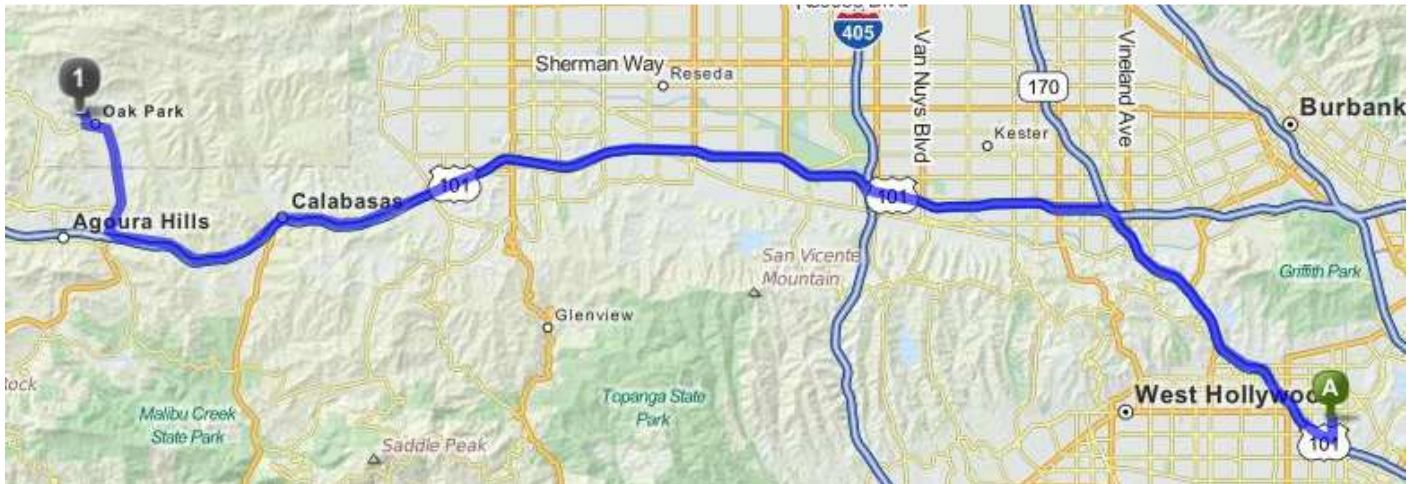 405
Van Nuys Blvd
Vineland Ave
Sherman Way
Reseda
170
1
Oak Park
Burbank
Kester
101
101
Calabasas
Agoura Hills
San Vicente
Mountain
Griffith Park
Glenview
A
West Hollywoo
Topanga State
Park
Malibu Creek
State Park
Saddle Peak
Rock
101